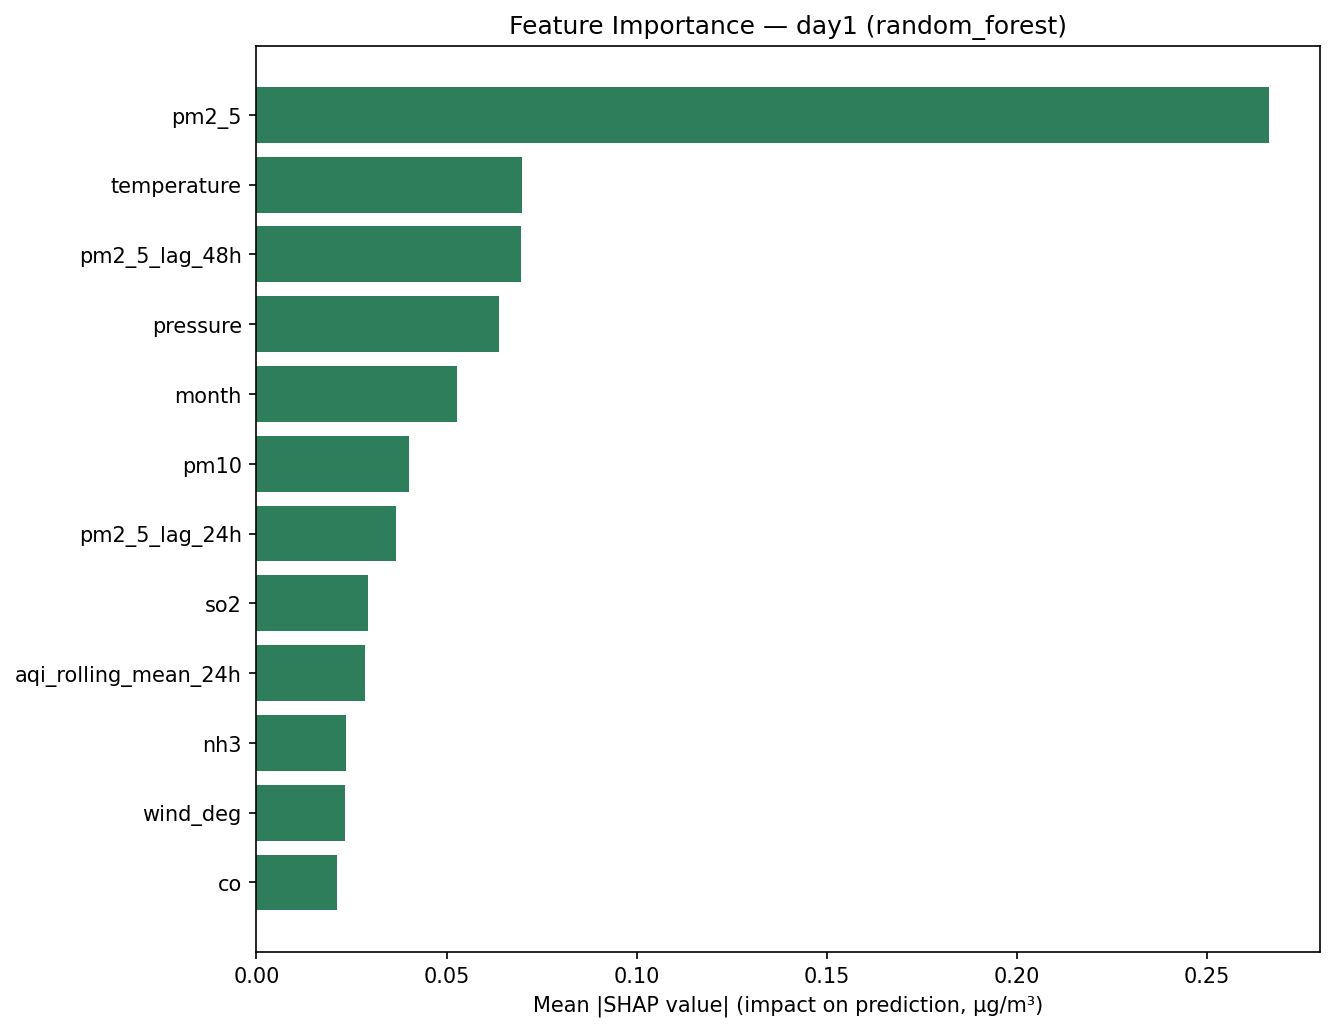 Feature Importance — day1 (random_forest)
pm2_5
temperature
pm2_5_lag_48h
pressure
month
pm10
pm2_5_lag_24h
so2
aqi_rolling_mean_24h
nh3
wind_deg
co
0.00 0.05 0.10 0.15 0.20 0.25
Mean |SHAP value| (impact on prediction, µg/m³)